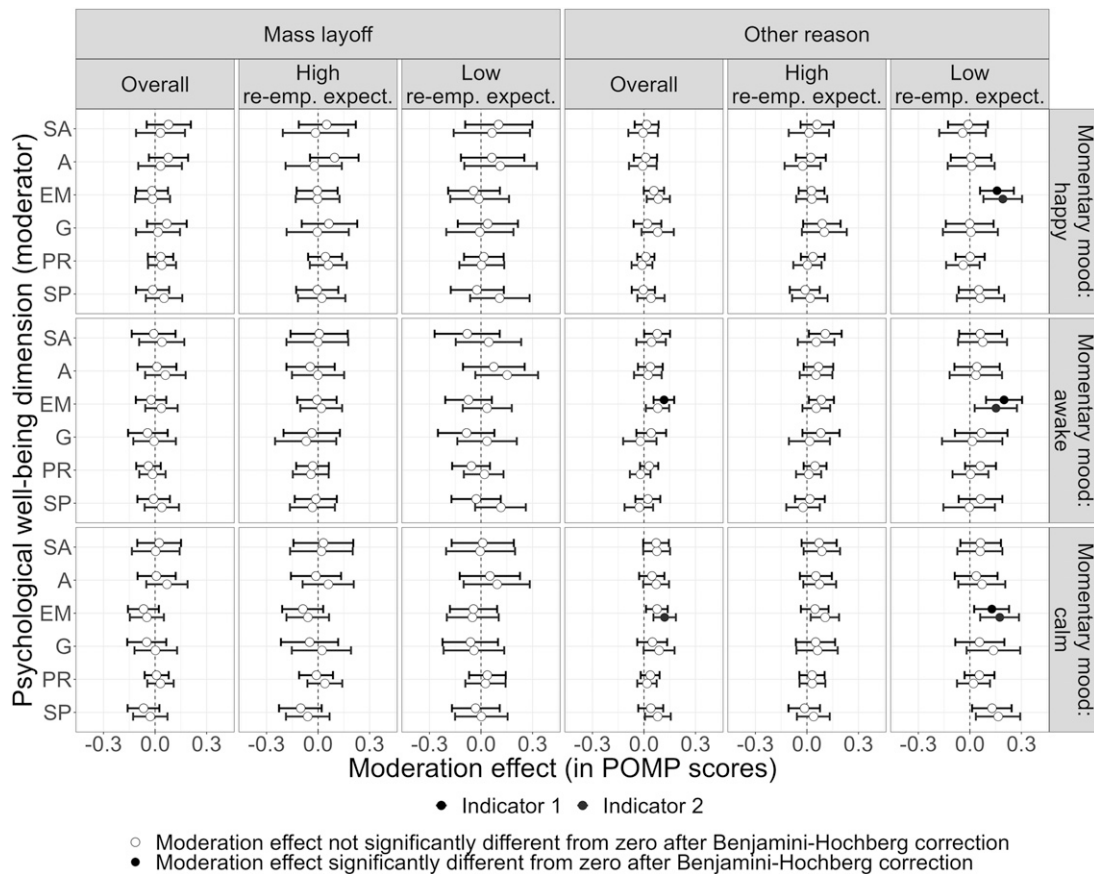 Mass layoff
Other reason
Overall
High
re-emp. expect.
Low
re-emp. expect.
Overall
High
re-emp. expect.
Low
re-emp. expect.
Psychological well-being dimension (moderator)
SA
A
EM
G
PR
SP
Momentary mood:
happy
SA
A
EM
G
PR
SP
Momentary mood:
awake
SA
A
EM
G
PR
SP
Momentary mood:
calm
-0.3 0.0 0.3 -0.3 0.0 0.3 -0.3 0.0 0.3 -0.3 0.0 0.3 -0.3 0.0 0.3 -0.3 0.0 0.3
Moderation effect (in POMP scores)
Indicator 1 Indicator 2
Moderation effect not significantly different from zero after Benjamini-Hochberg correction
Moderation effect significantly different from zero after Benjamini-Hochberg correction